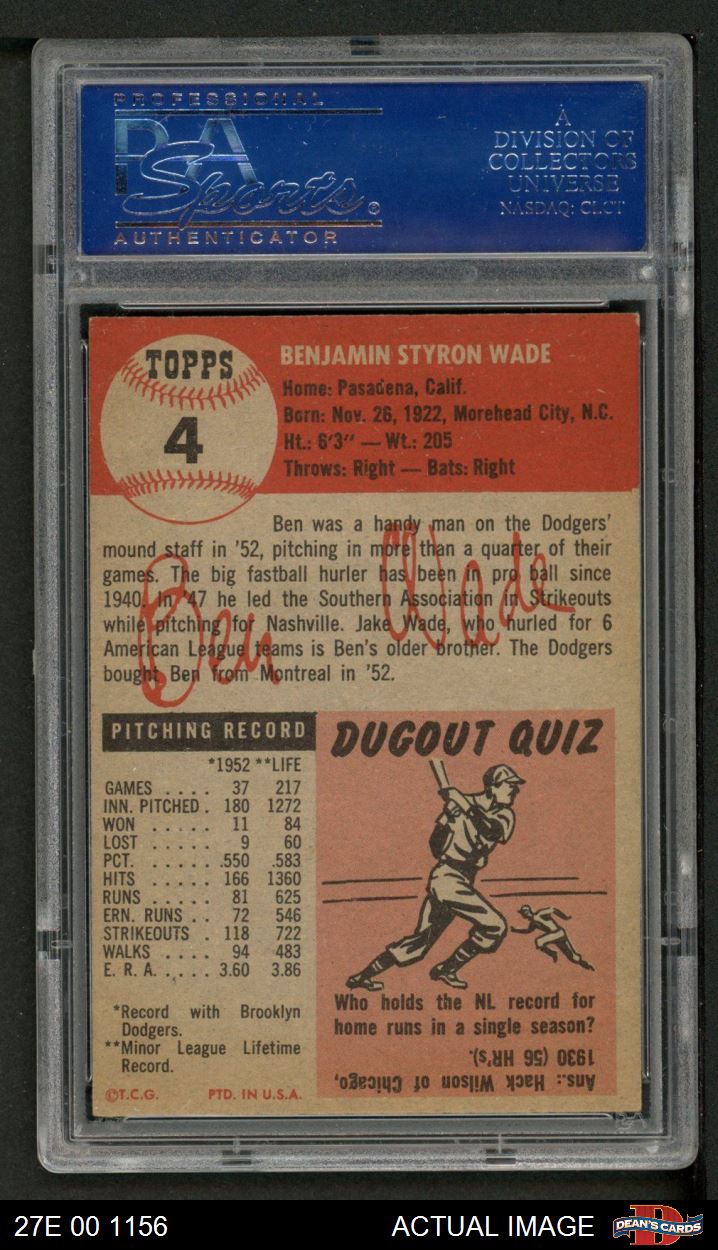 PROFESSIONAL
PSA
Sports®
AUTHENTICATOR
A
DIVISION OF
COLLECTORS
UNIVERSE
NASDAQ: CLCT
TOPPS
4
BENJAMIN STYRON WADE
Home: Pasadena, Calif.
Born: Nov. 26, 1922, Morehead City, N.C.
Ht.: 6'3" — Wt.: 205
Throws: Right — Bats: Right
Ben was a handy man on the Dodgers'
mound staff in '52, pitching in more than a quarter of their
games. The big fastball hurler has been in pro ball since
1940. In '47 he led the Southern Association in Strikeouts
while pitching for Nashville. Jake Wade, who hurled for 6
American League teams is Ben's older brother. The Dodgers
bought Ben from Montreal in '52.
Ben Wade
PITCHING RECORD
*1952 **LIFE
GAMES .... 37 217
INN. PITCHED . 180 1272
WON ..... 11 84
LOST ..... 9 60
PCT. ..... .550 .583
HITS ..... 166 1360
RUNS ..... 81 625
ERN. RUNS .. 72 546
STRIKEOUTS . 118 722
WALKS .... 94 483
E. R. A. .... 3.60 3.86
*Record with Brooklyn
Dodgers.
**Minor League Lifetime
Record.
©T.C.G. PTD. IN U.S.A.
DUGOUT QUIZ
Who holds the NL record for
home runs in a single season?
Ans.: Hack Wilson of Chicago,
1930 (56 HR's).
PSA
27E 00 1156
ACTUAL IMAGE
D
DEAN'S CARDS